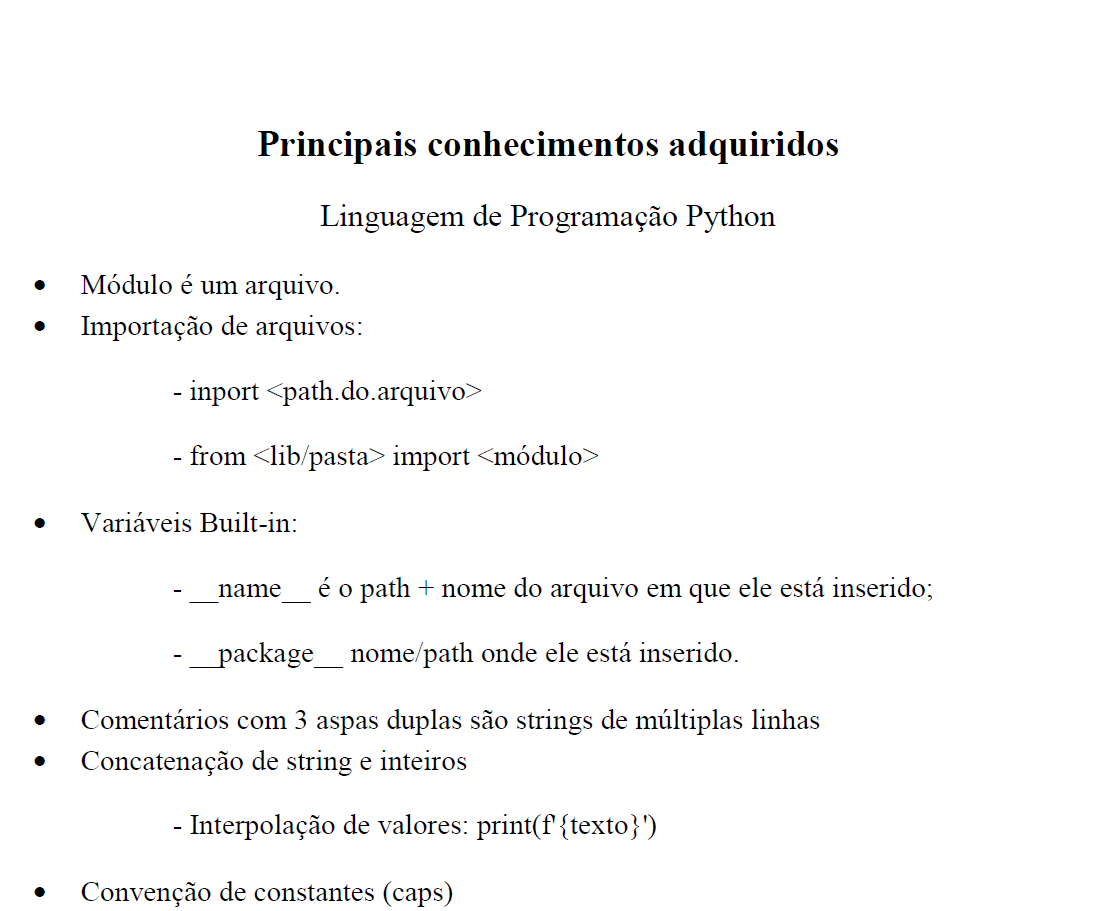 Principais conhecimentos adquiridos
Linguagem de Programação Python
• Módulo é um arquivo.
• Importação de arquivos:
- inport <path.do.arquivo>
- from <lib/pasta> import <módulo>
• Variáveis Built-in:
- __name__ é o path + nome do arquivo em que ele está inserido;
- __package__ nome/path onde ele está inserido.
• Comentários com 3 aspas duplas são strings de múltiplas linhas
• Concatenação de string e inteiros
- Interpolação de valores: print(f'{texto}')
• Convenção de constantes (caps)